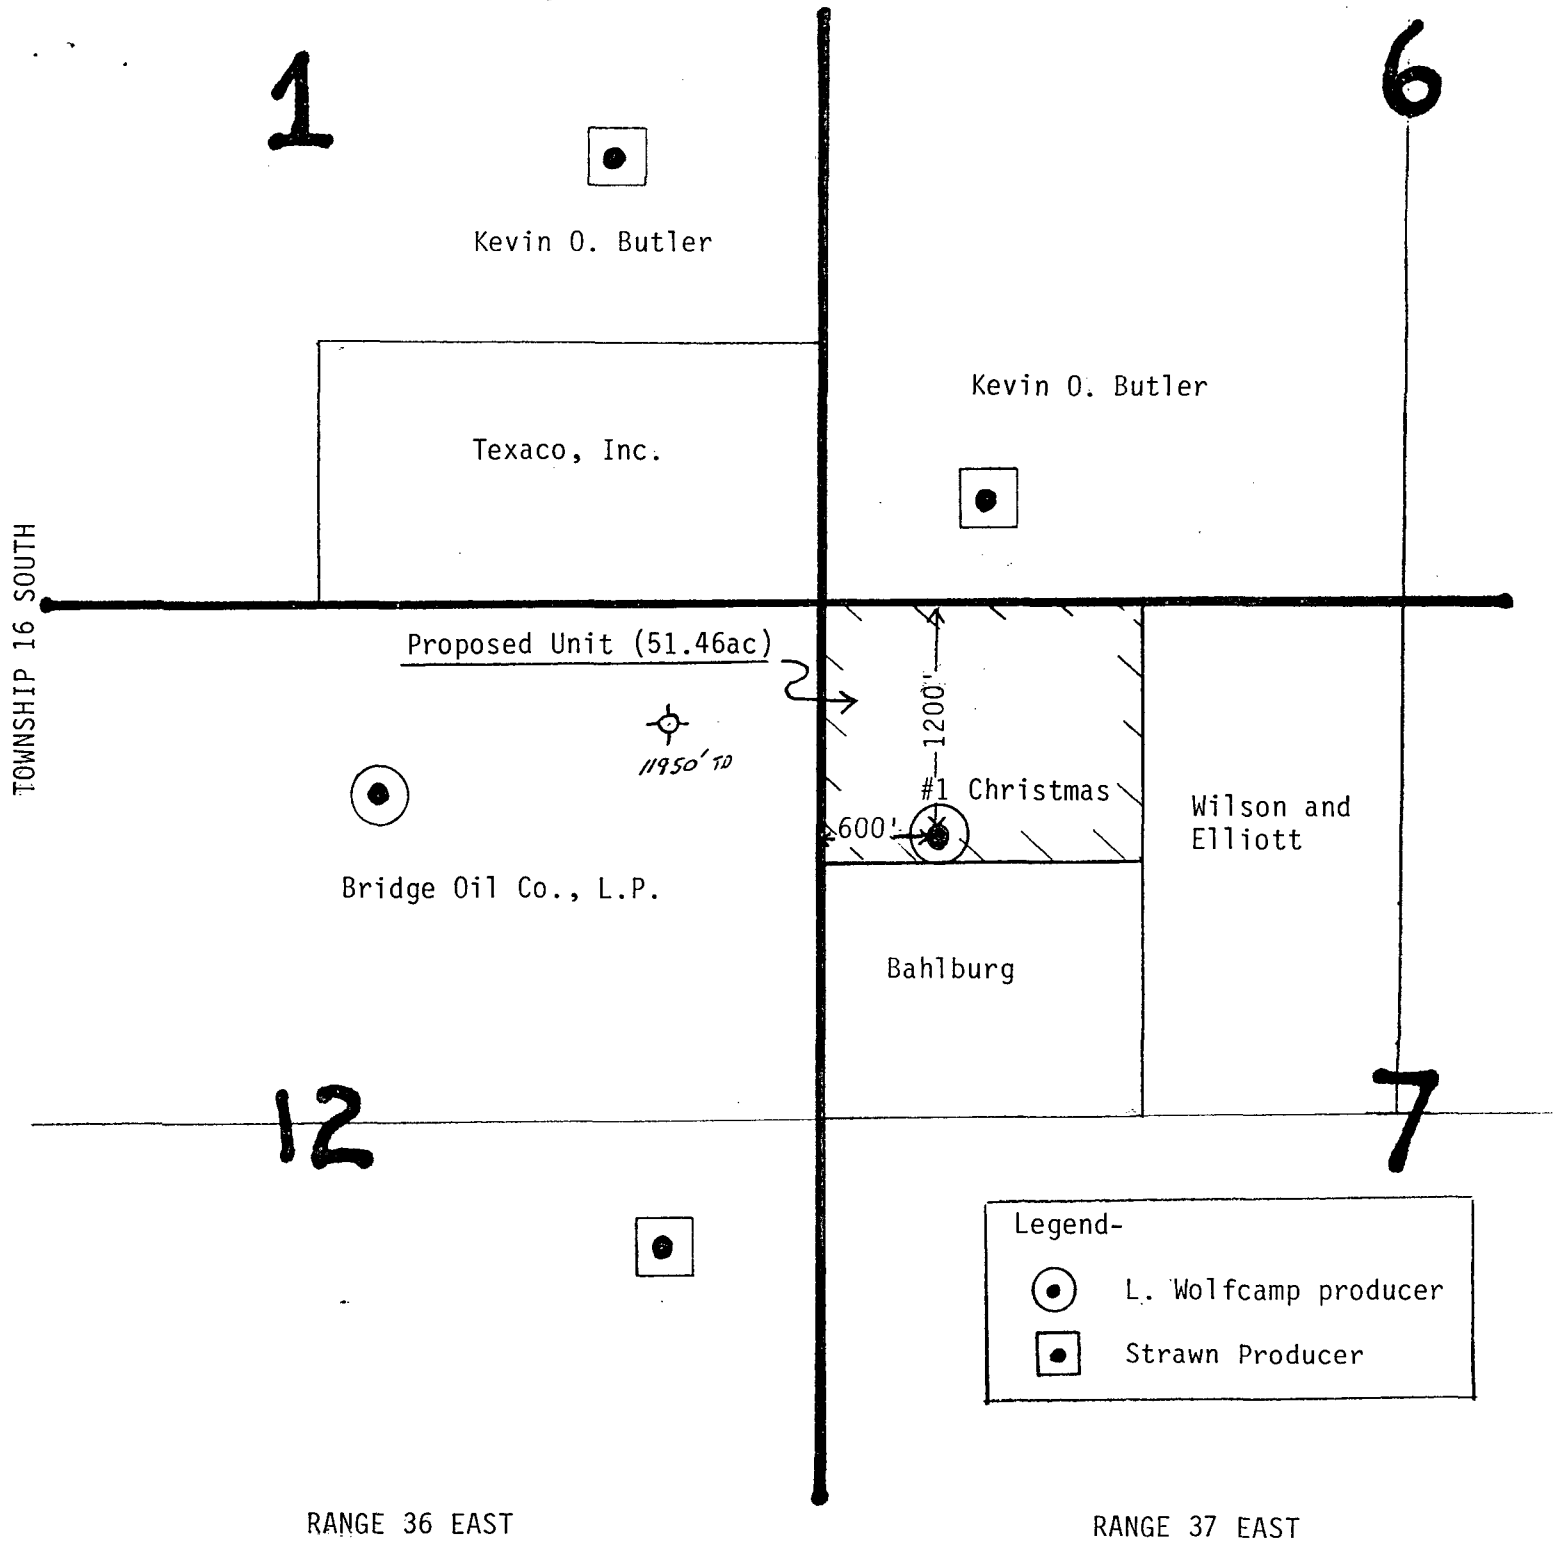 1
6
Kevin O. Butler
Kevin O. Butler
Texaco, Inc.
TOWNSHIP 16 SOUTH
Proposed Unit (51.46ac)
1200'
11950' TD
#1 Christmas
600'
Wilson and
Elliott
Bridge Oil Co., L.P.
Bahlburg
12
7
Legend-
L. Wolfcamp producer
Strawn Producer
RANGE 36 EAST
RANGE 37 EAST